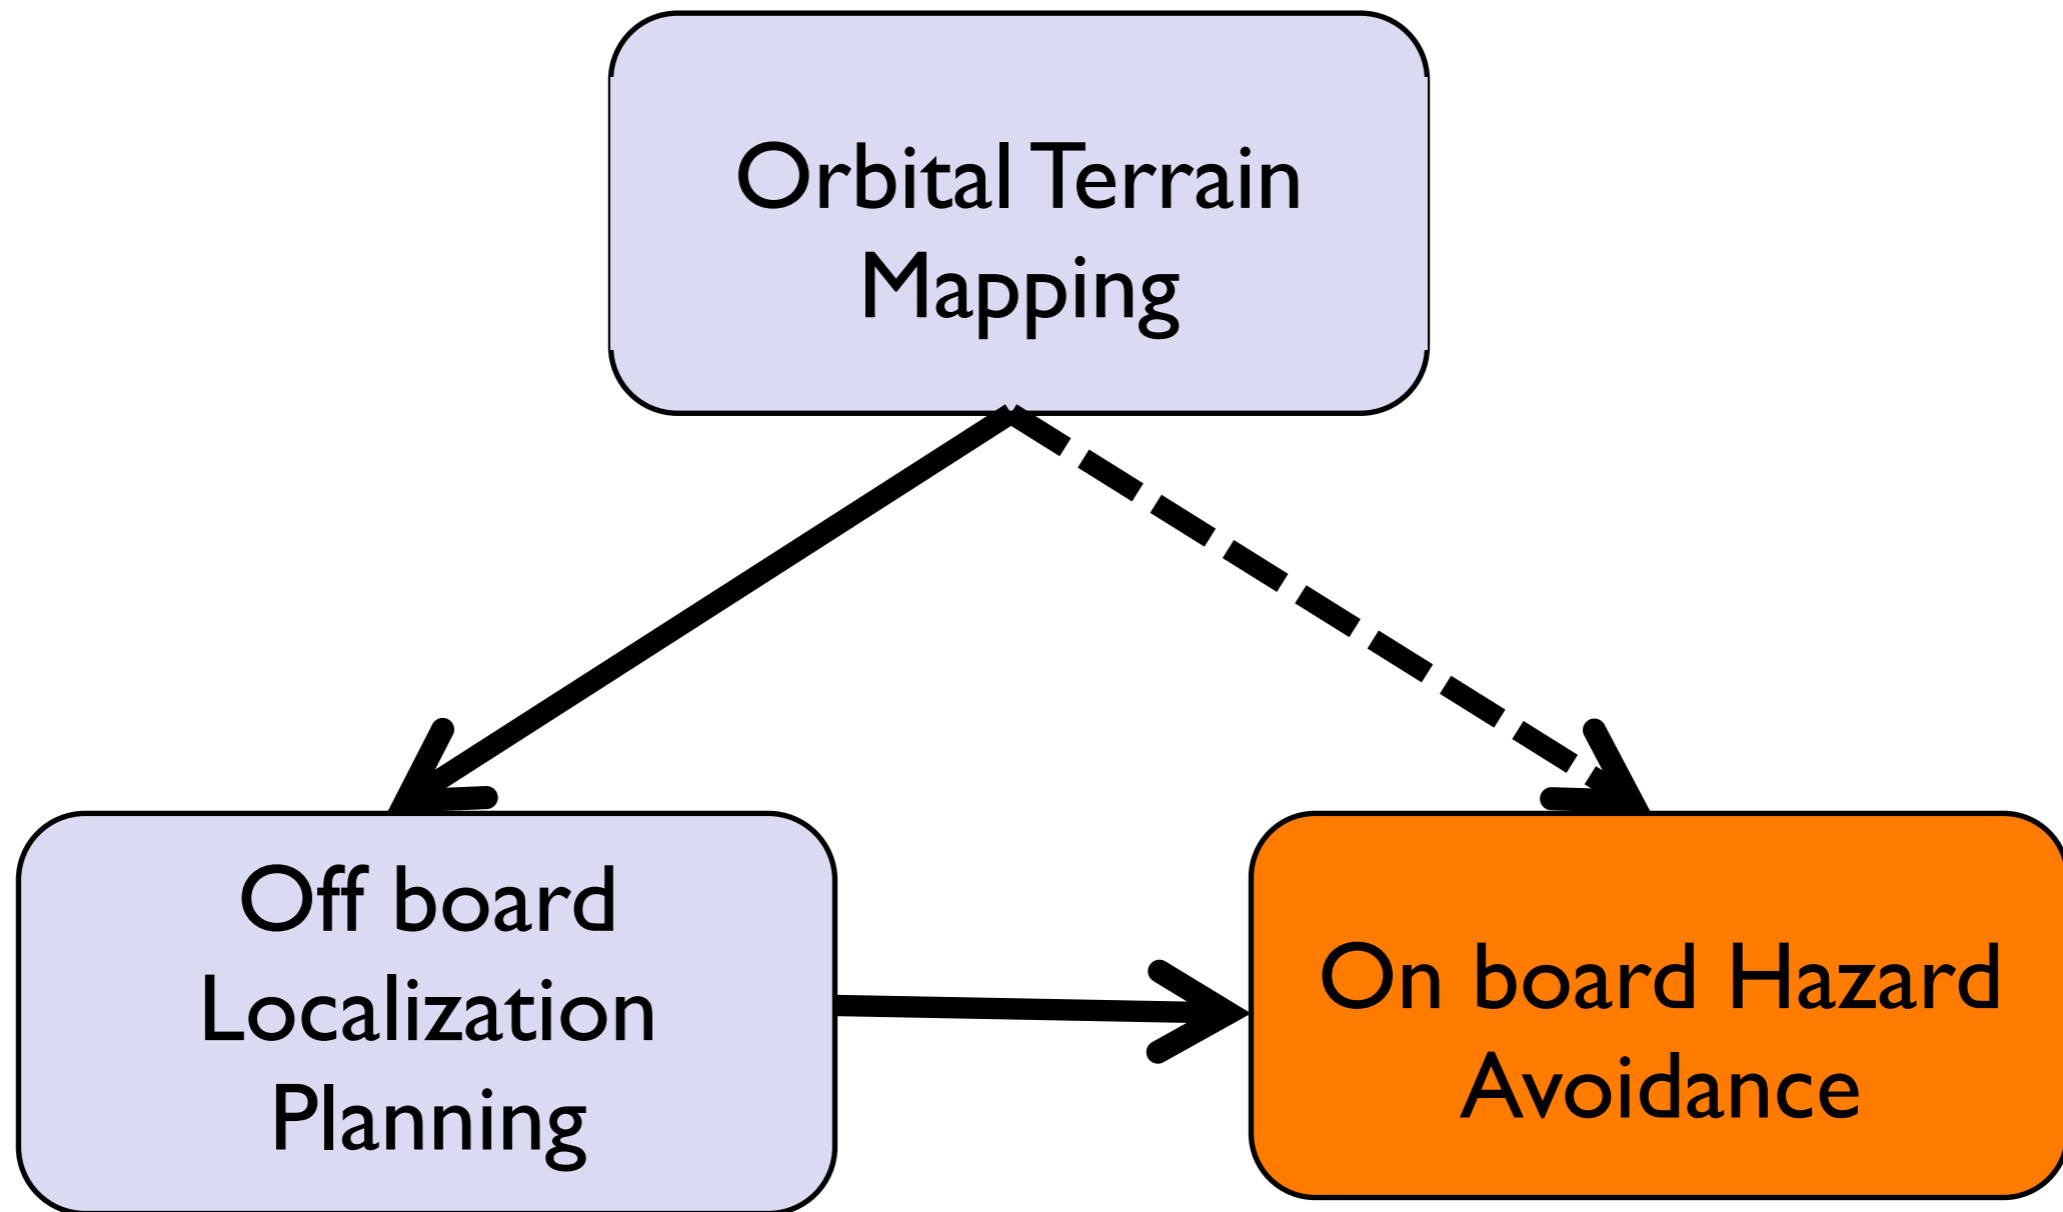 Orbital Terrain
Mapping
Off board
Localization
Planning
On board Hazard
Avoidance